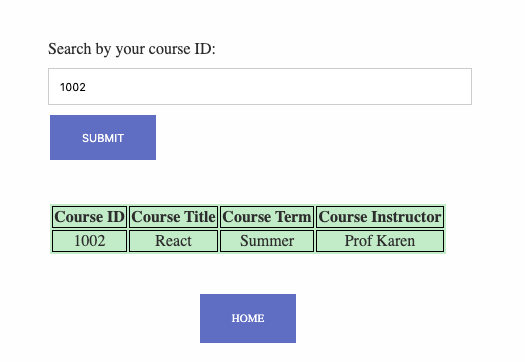 Search by your course ID:
1002
SUBMIT
Course ID Course Title Course Term Course Instructor
1002 React Summer Prof Karen
HOME